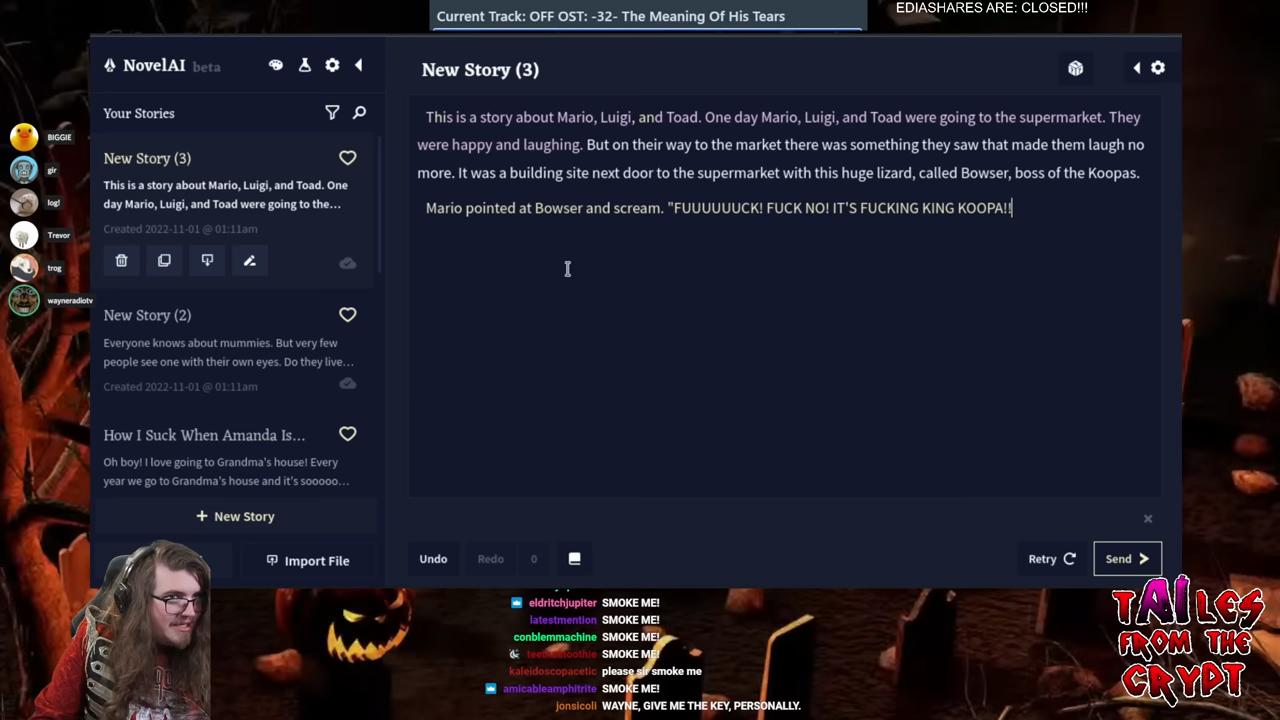 Current Track: OFF OST: -32- The Meaning Of His Tears
EDIASHARES ARE: CLOSED!!!
NovelAI beta
New Story (3)
Your Stories
New Story (3)
This is a story about Mario, Luigi, and Toad. One
day Mario, Luigi, and Toad were going to the...
Created 2022-11-01 @ 01:11am
New Story (2)
Everyone knows about mummies. But very few
people see one with their own eyes. Do they live...
Created 2022-11-01 @ 01:11am
How I Suck When Amanda Is...
Oh boy! I love going to Grandma's house! Every
year we go to Grandma's house and it's sooooo...
+ New Story
Import File
This is a story about Mario, Luigi, and Toad. One day Mario, Luigi, and Toad were going to the supermarket. They
were happy and laughing. But on their way to the market there was something they saw that made them laugh no
more. It was a building site next door to the supermarket with this huge lizard, called Bowser, boss of the Koopas.
Mario pointed at Bowser and scream. "FUUUUUUCK! FUCK NO! IT'S FUCKING KING KOOPA!!
Undo
Redo
0
Retry
Send
BIGGIE
gir
log!
Trevor
trog
wayneradiotv
eldritchjupiter SMOKE ME!
latestmention SMOKE ME!
conblemmachine SMOKE ME!
SMOKE ME!
kaleidoscopacetic please sir smoke me
amicableamphitrite SMOKE ME!
jonsicoli WAYNE, GIVE ME THE KEY, PERSONALLY.
TAILES
FROM THE
CRYPT